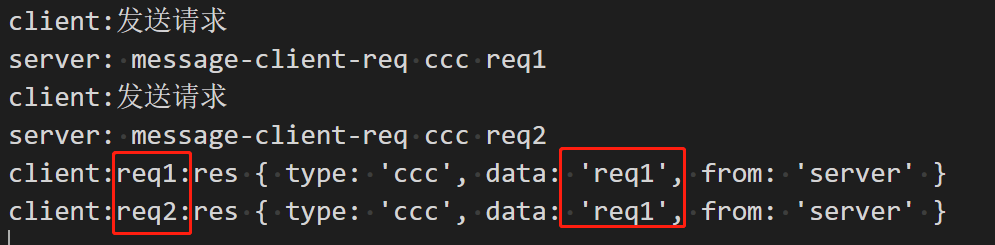 client:发送请求
server: message-client-req ccc req1
client:发送请求
server: message-client-req ccc req2
client:req1:res { type: 'ccc', data: 'req1', from: 'server' }
client:req2:res { type: 'ccc', data: 'req1', from: 'server' }